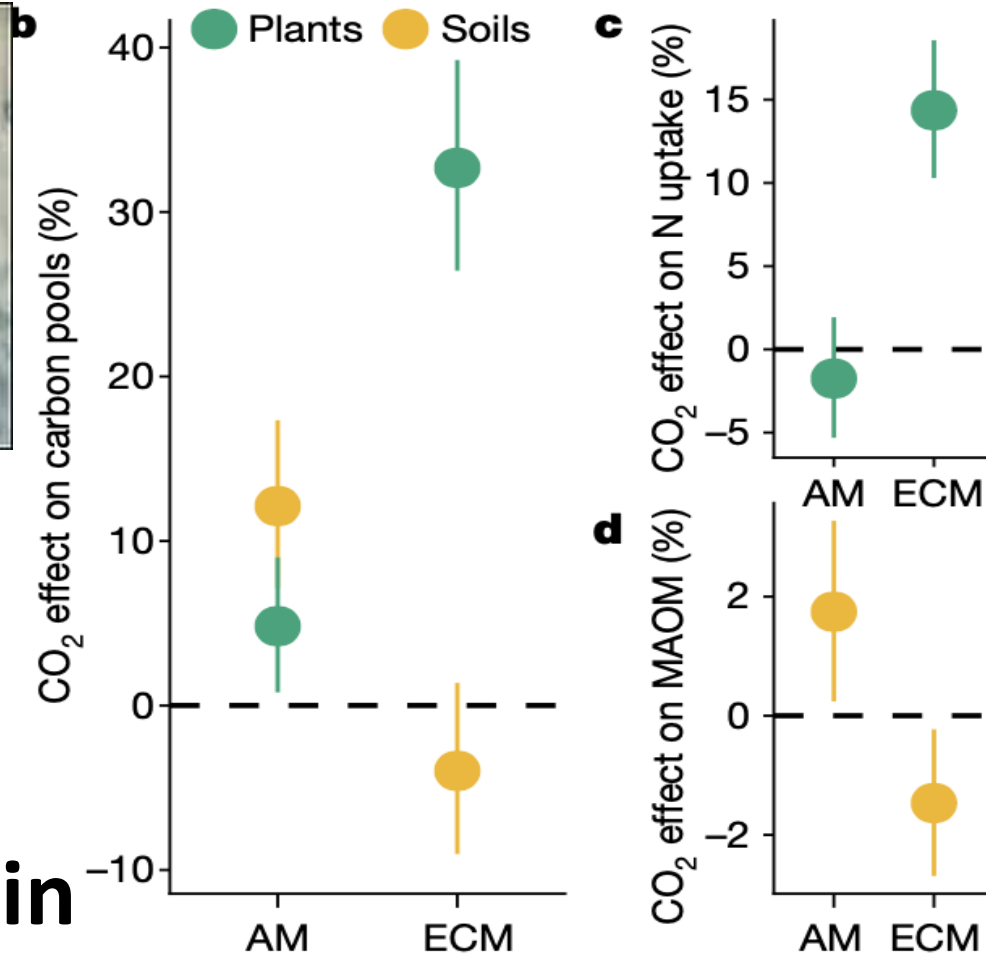 b
Plants
Soils
CO2 effect on carbon pools (%)
40
30
20
10
0
−10
AM
ECM
c
CO2 effect on N uptake (%)
15
10
5
0
−5
AM
ECM
d
CO2 effect on MAOM (%)
2
0
−2
AM
ECM
in